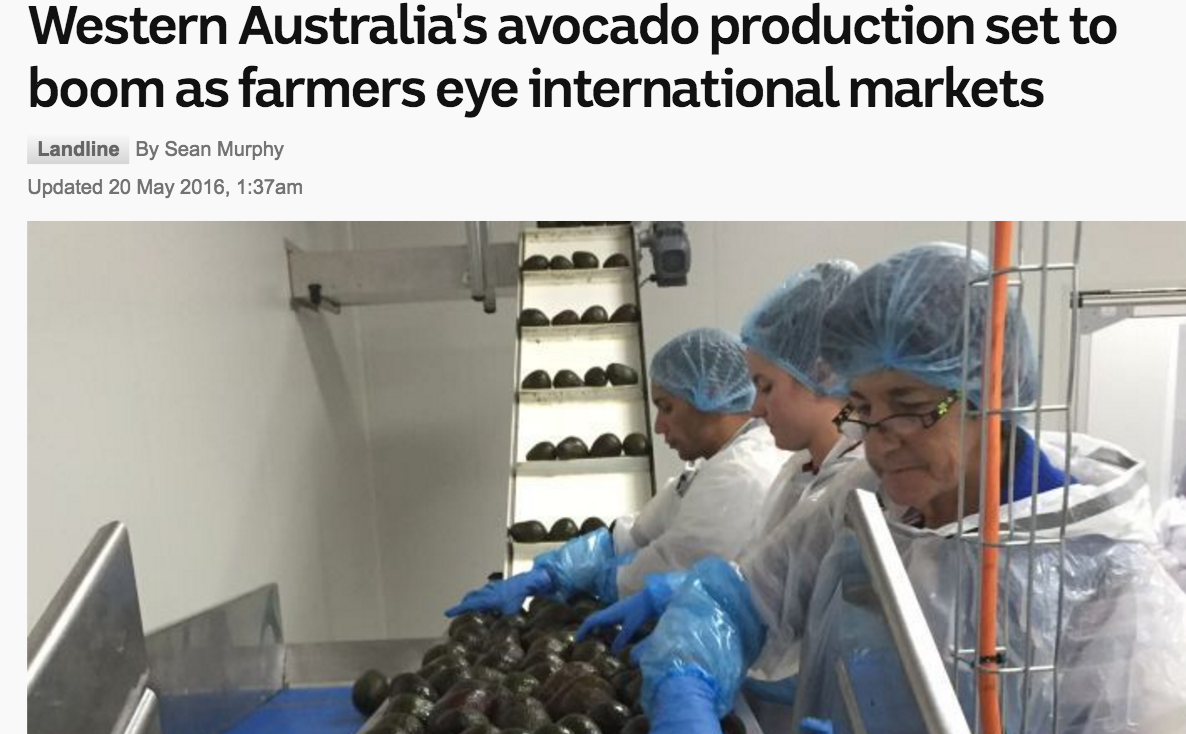 Western Australia's avocado production set to
boom as farmers eye international markets
Landline By Sean Murphy
Updated 20 May 2016, 1:37am